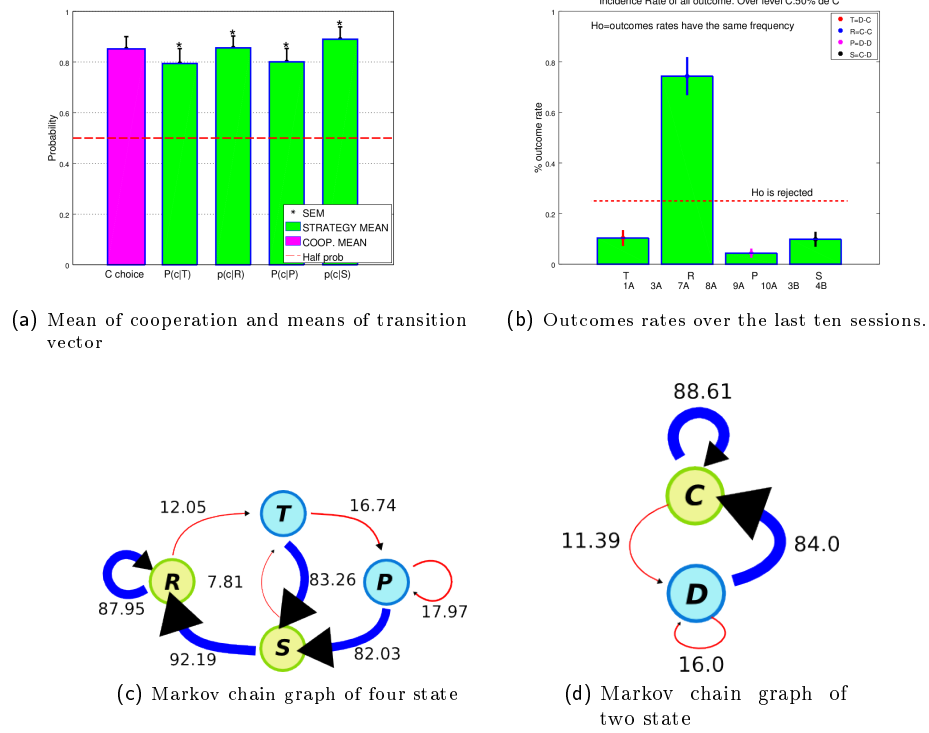 1
0.8
0.6
0.4
0.2
0
Probability
SEM
STRATEGY MEAN
COOP. MEAN
Half prob
C choice P(c|T) p(c|R) P(c|P) p(c|S)
(a) Mean of cooperation and means of transition
vector
Incidence Rate of all outcome. Over level C:50% de C
Ho=outcomes rates have the same frequency
T=D-C
R=C-C
P=D-D
S=C-D
1
0.8
0.6
0.4
0.2
0
% outcome rate
Ho is rejected
T R P S
1A 3A 7A 8A 9A 10A 3B 4B
(b) Outcomes rates over the last ten sessions.
12.05
T
16.74
R
7.81
83.26
P
87.95
17.97
92.19
S
82.03
(c) Markov chain graph of four state
88.61
C
11.39
84.0
D
16.0
(d) Markov chain graph of
two state